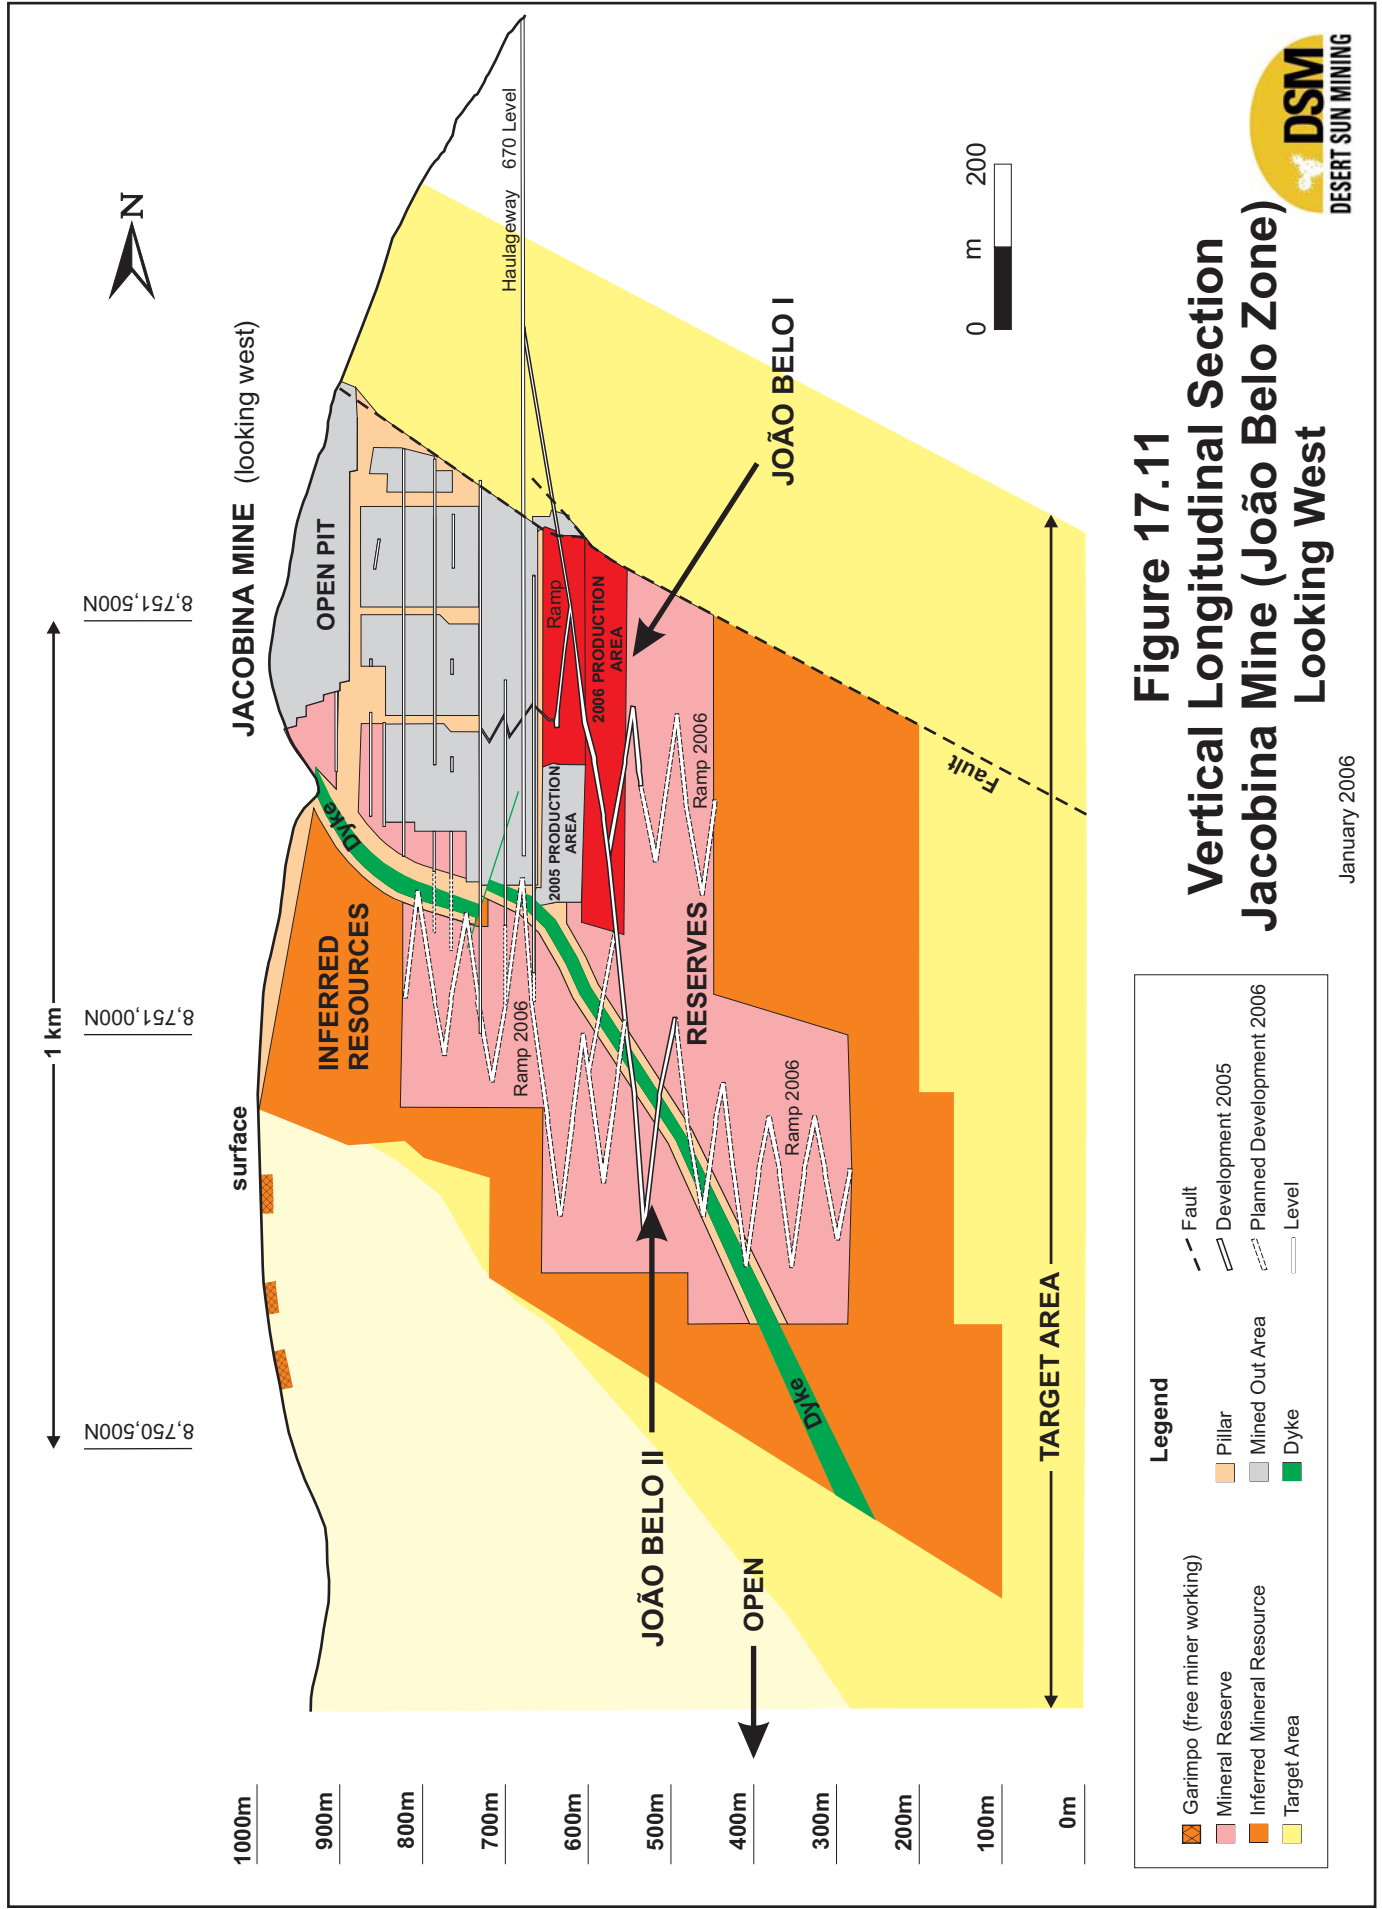 1 km
8,750,500N
8,751,000N
8,751,500N
N
surface
JACOBINA MINE (looking west)
OPEN PIT
Dyke
INFERRED
RESOURCES
Haulageway 670 Level
Ramp
2005 PRODUCTION
AREA
2006 PRODUCTION
AREA
Ramp 2006
Ramp 2006
RESERVES
Ramp 2006
JOÃO BELO I
JOÃO BELO II
OPEN
Dyke
Fault
TARGET AREA
0 m 200
1000m
900m
800m
700m
600m
500m
400m
300m
200m
100m
0m
Legend
Garimpo (free miner working)
Mineral Reserve
Inferred Mineral Resource
Target Area
Pillar
Mined Out Area
Dyke
Fault
Development 2005
Planned Development 2006
Level
Figure 17.11
Vertical Longitudinal Section
Jacobina Mine (João Belo Zone)
Looking West
January 2006
DSM
DESERT SUN MINING